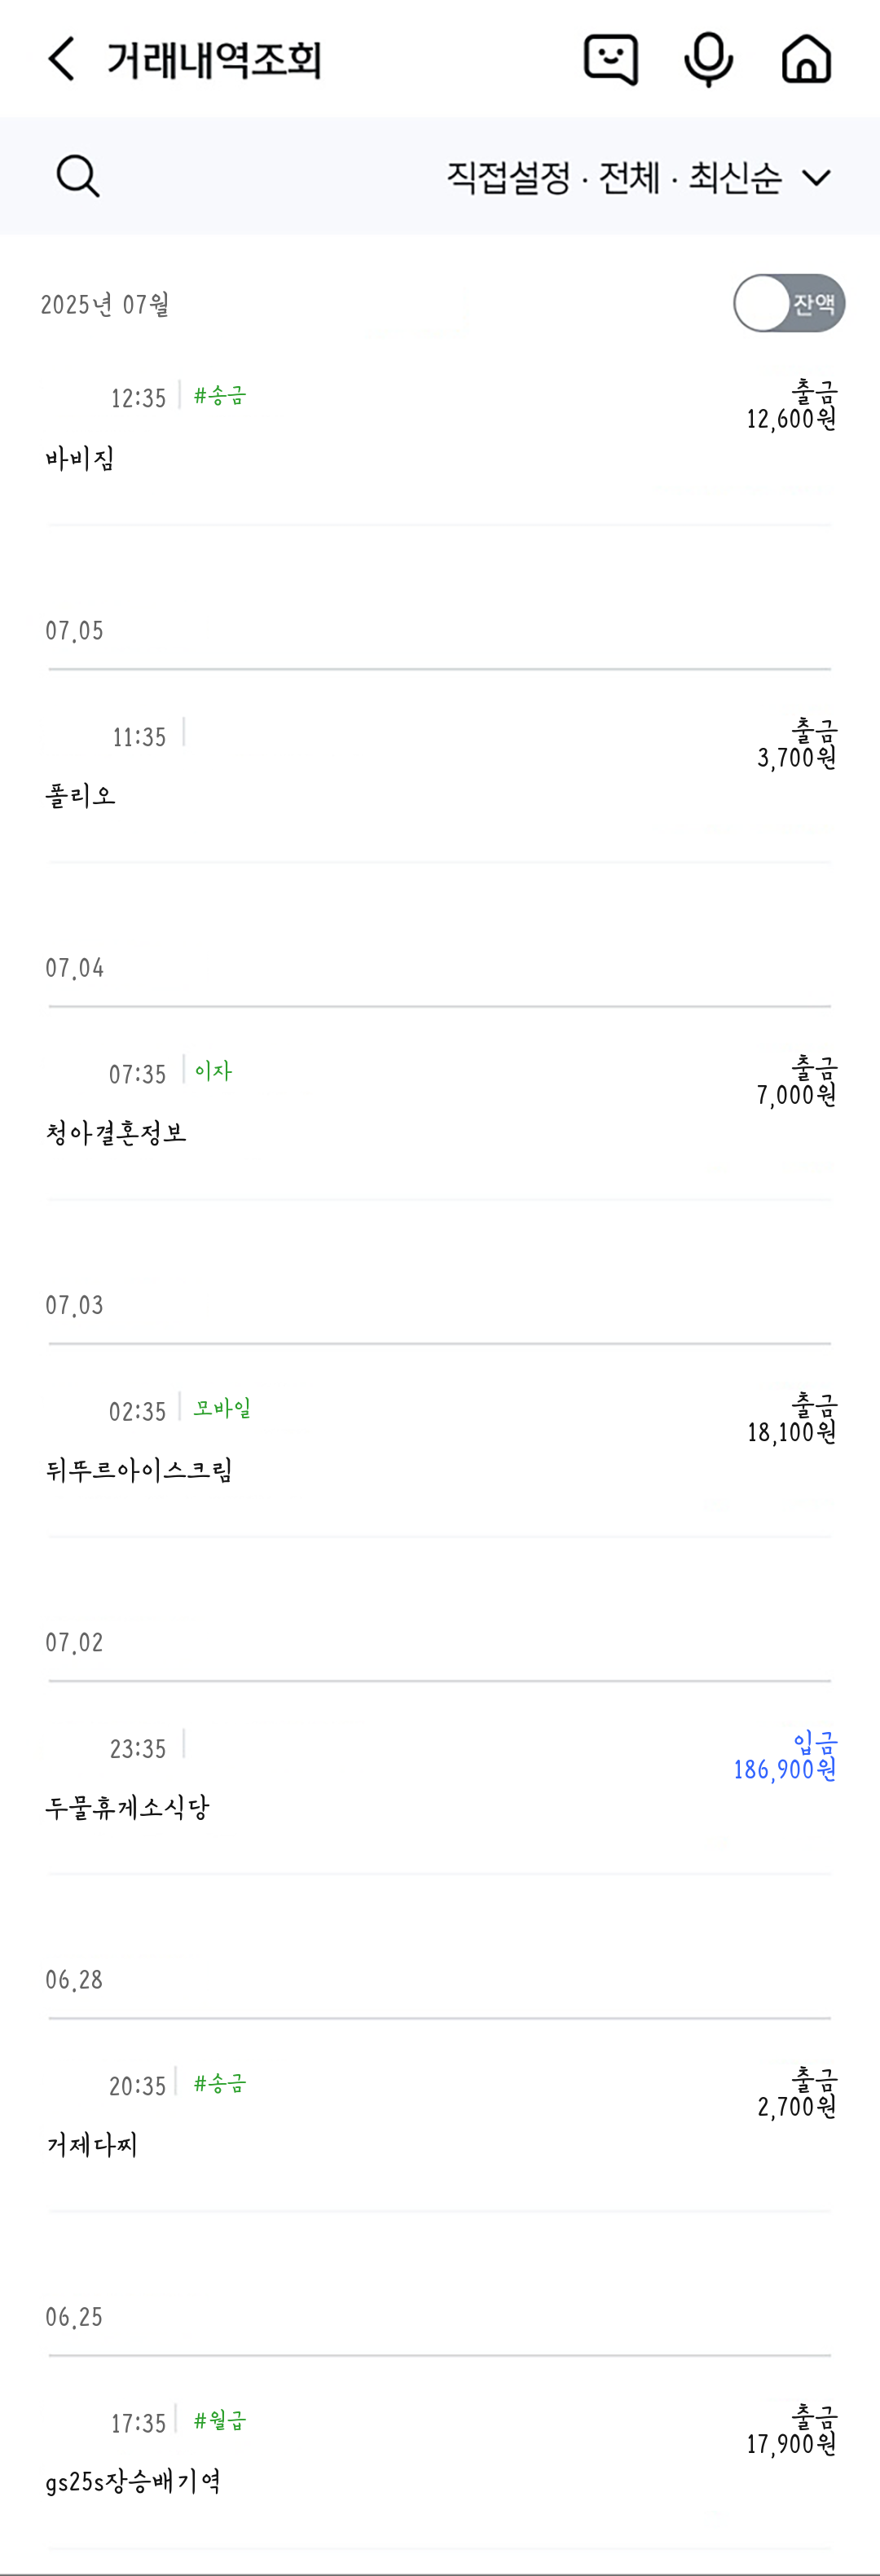 거래내역조회
직접설정 · 전체 · 최신순
2025년 07월
잔액
12:35 #송금
출금
12,600원
바비짐
07.05
11:35
출금
3,700원
폴리오
07.04
07:35 이자
출금
7,000원
청아결혼정보
07.03
02:35 모바일
출금
18,100원
뒤뚜르아이스크림
07.02
23:35
입금
186,900원
두물휴게소식당
06.28
20:35 #송금
출금
2,700원
거제다찌
06.25
17:35 #월급
출금
17,900원
gs25s장승배기역